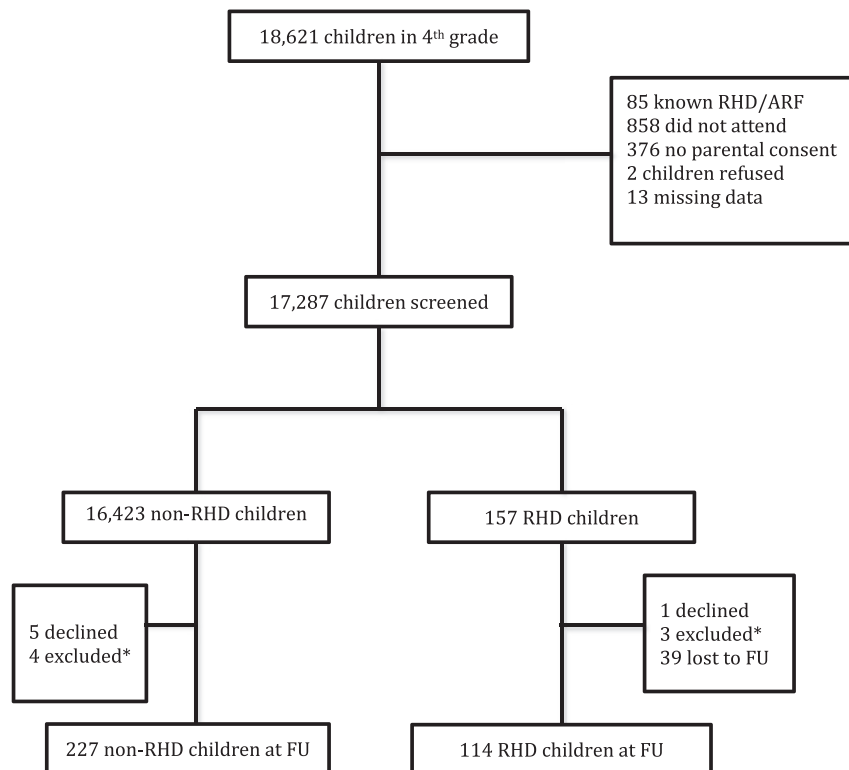 18,621 children in 4th grade
85 known RHD/ARF
858 did not attend
376 no parental consent
2 children refused
13 missing data
17,287 children screened
16,423 non-RHD children
157 RHD children
5 declined
4 excluded*
1 declined
3 excluded*
39 lost to FU
227 non-RHD children at FU
114 RHD children at FU